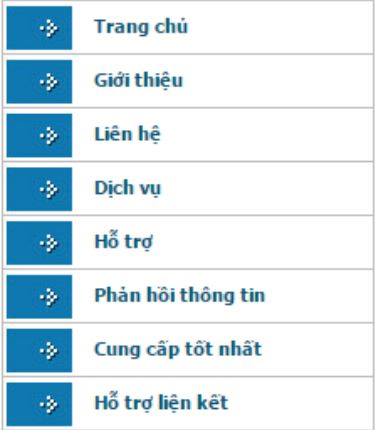 Trang chủ
Giới thiệu
Liên hệ
Dịch vụ
Hỗ trợ
Phản hồi thông tin
Cung cấp tốt nhất
Hỗ trợ liện kết